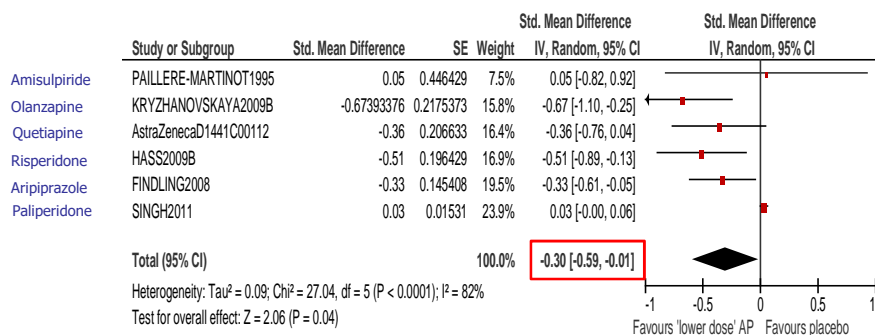 Std. Mean Difference Std. Mean Difference
Study or Subgroup Std. Mean Difference SE Weight IV, Random, 95% CI IV, Random, 95% CI
Amisulpiride PAILLERE-MARTINOT1995 0.05 0.446429 7.5% 0.05 [-0.82, 0.92]
Olanzapine KRYZHANOVSKAYA2009B -0.67393376 0.2175373 15.8% -0.67 [-1.10, -0.25]
Quetiapine AstraZenecaD1441C00112 -0.36 0.206633 16.4% -0.36 [-0.76, 0.04]
Risperidone HASS2009B -0.51 0.196429 16.9% -0.51 [-0.89, -0.13]
Aripiprazole FINDLING2008 -0.33 0.145408 19.5% -0.33 [-0.61, -0.05]
Paliperidone SINGH2011 0.03 0.01531 23.9% 0.03 [-0.00, 0.06]
Total (95% CI) 100.0% -0.30 [-0.59, -0.01]
Heterogeneity: Tau² = 0.09; Chi² = 27.04, df = 5 (P < 0.0001); I² = 82%
Test for overall effect: Z = 2.06 (P = 0.04)
-1 -0.5 0 0.5 1
Favours 'lower dose' AP Favours placebo